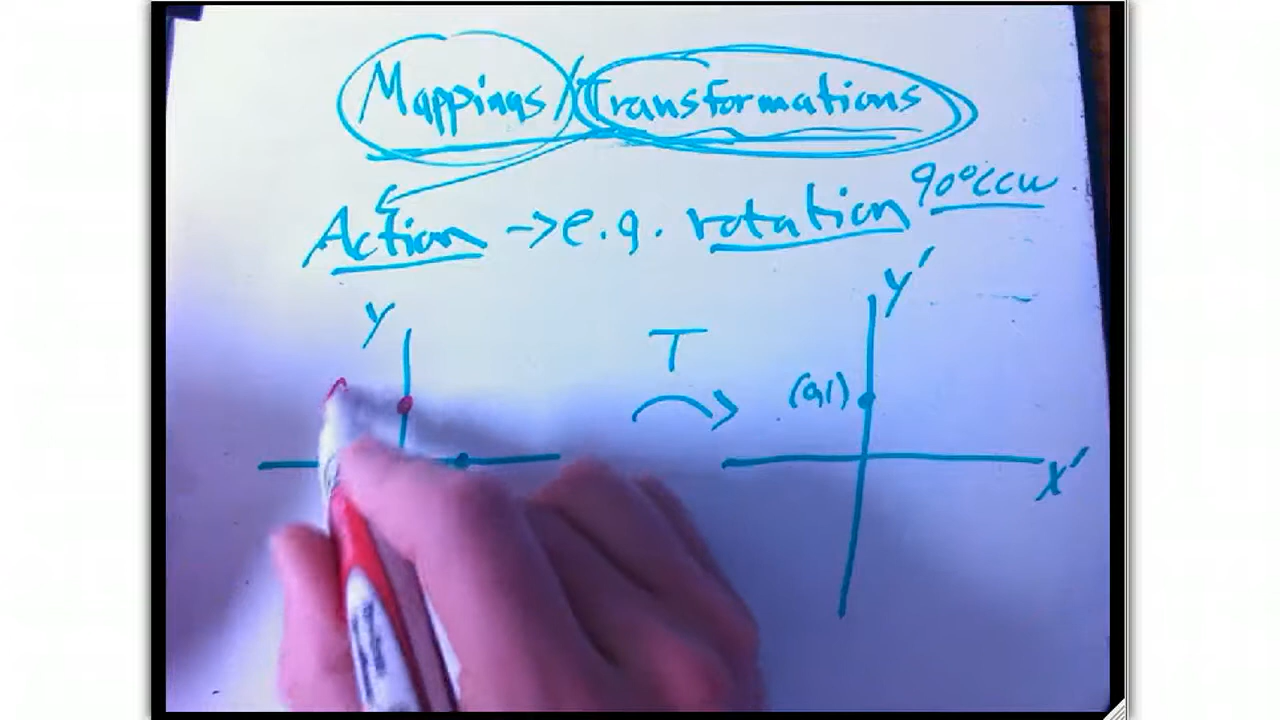 Mappings/Transformations
Action -> e.g. rotation 90°ccw
y
T
y'
(0,1)
x'